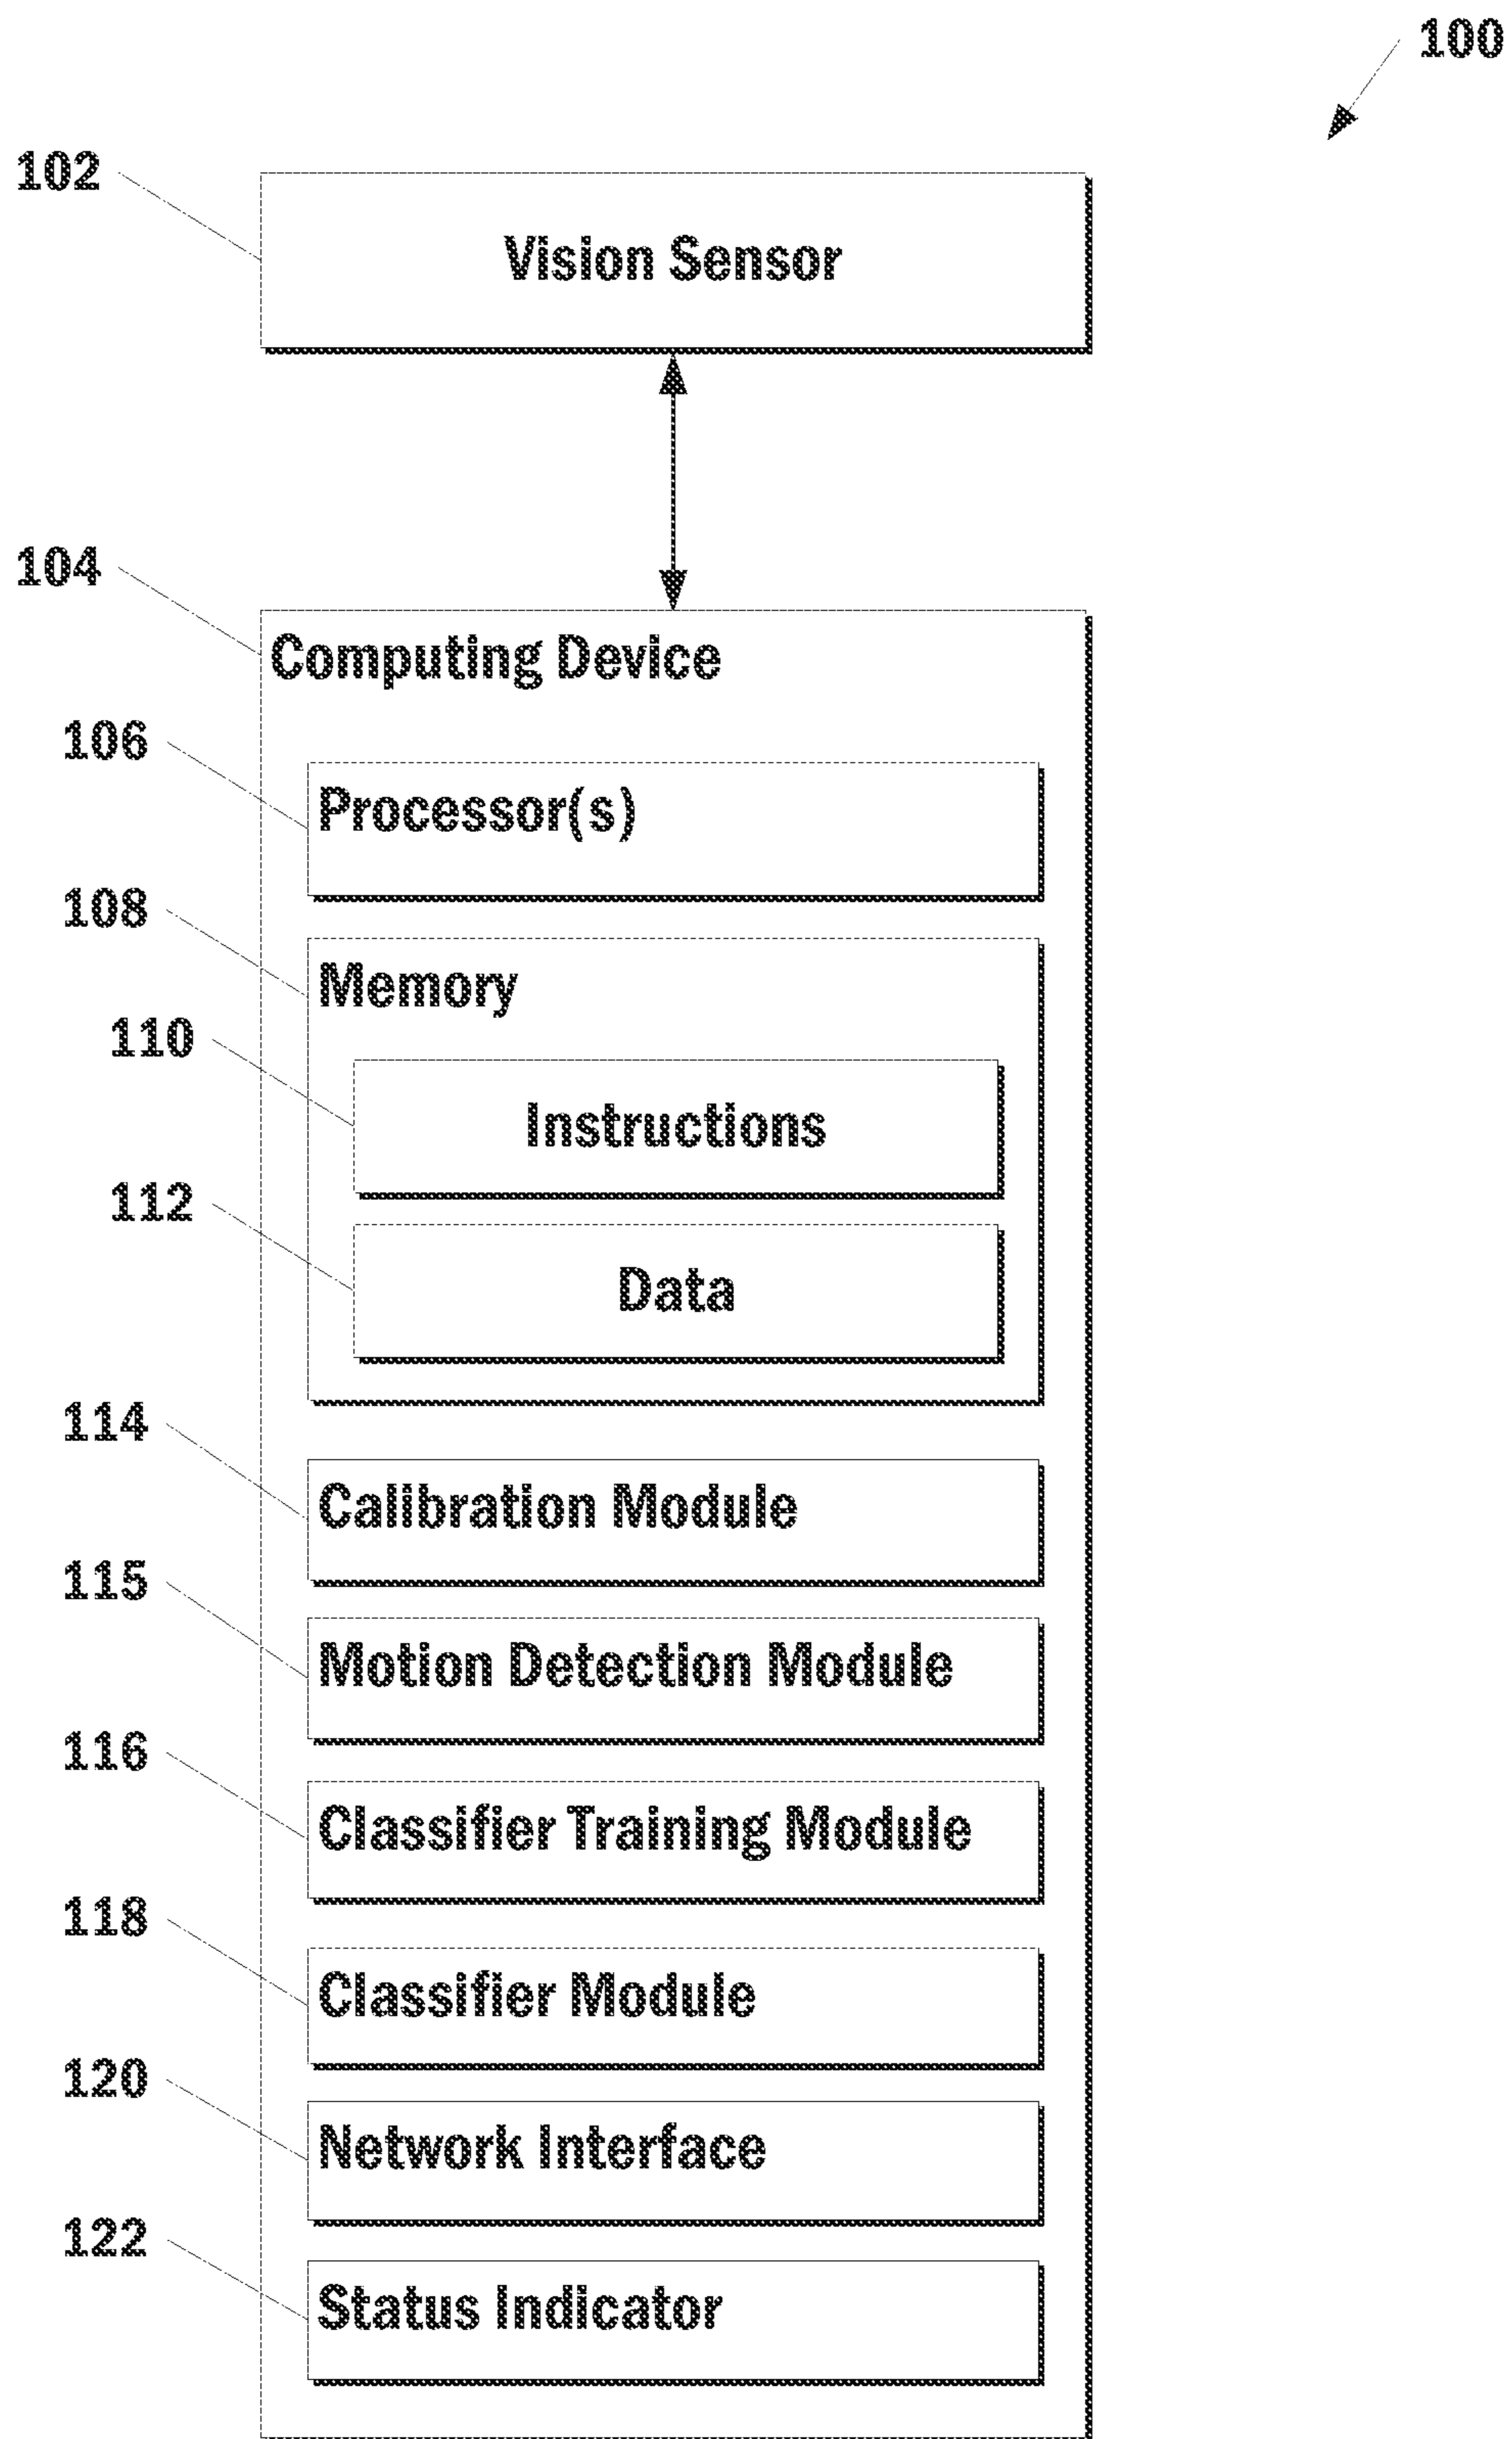 100
102
Vision Sensor
104
Computing Device
106
Processor(s)
108
Memory
110
Instructions
112
Data
114
Calibration Module
115
Motion Detection Module
116
Classifier Training Module
118
Classifier Module
120
Network Interface
122
Status Indicator